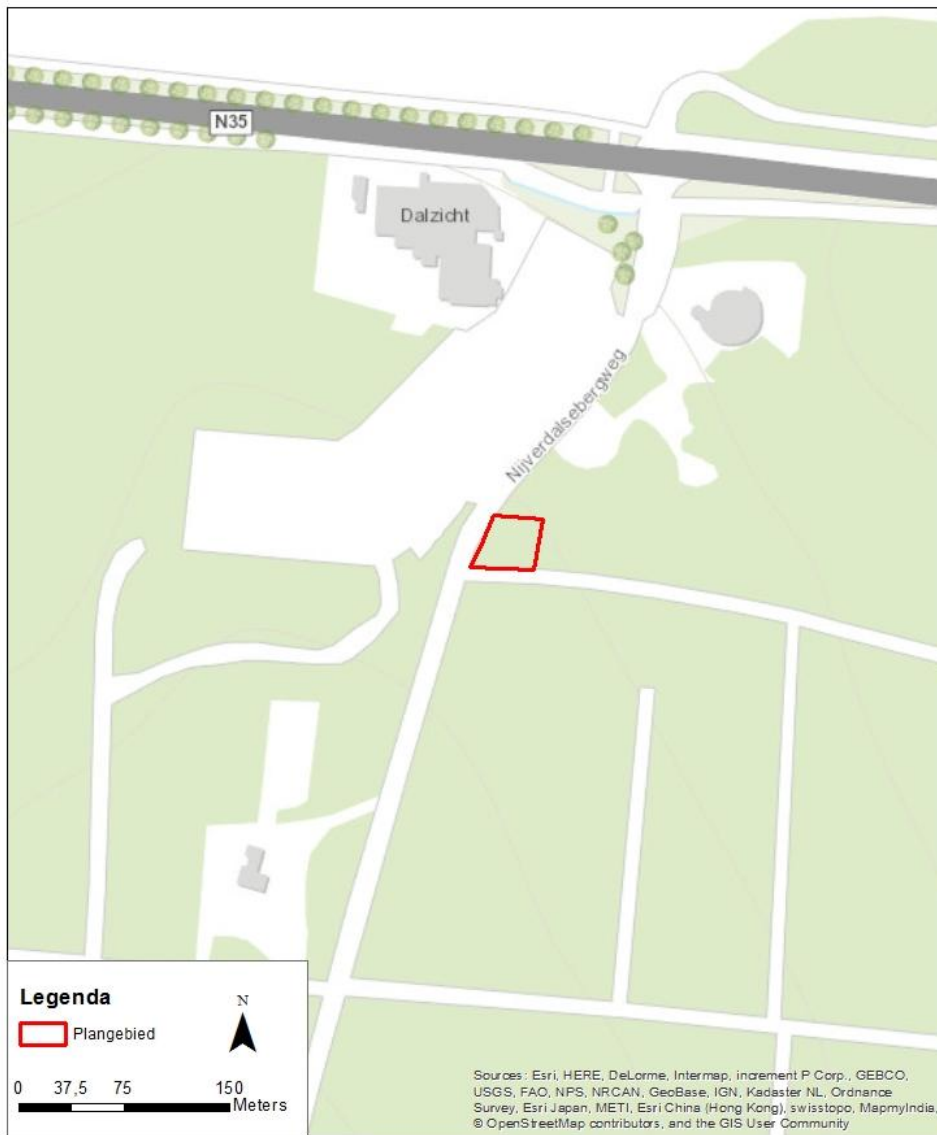 N35
Dalzicht
Nijverdalsebergweg
Legenda
N
Plangebied
0 37,5 75 150
Meters
Sources: Esri, HERE, DeLorme, Intermap, increment P Corp., GEBCO,
USGS, FAO, NPS, NRCAN, GeoBase, IGN, Kadaster NL, Ordnance
Survey, Esri Japan, METI, Esri China (Hong Kong), swisstopo, MapmyIndia,
© OpenStreetMap contributors, and the GIS User Community